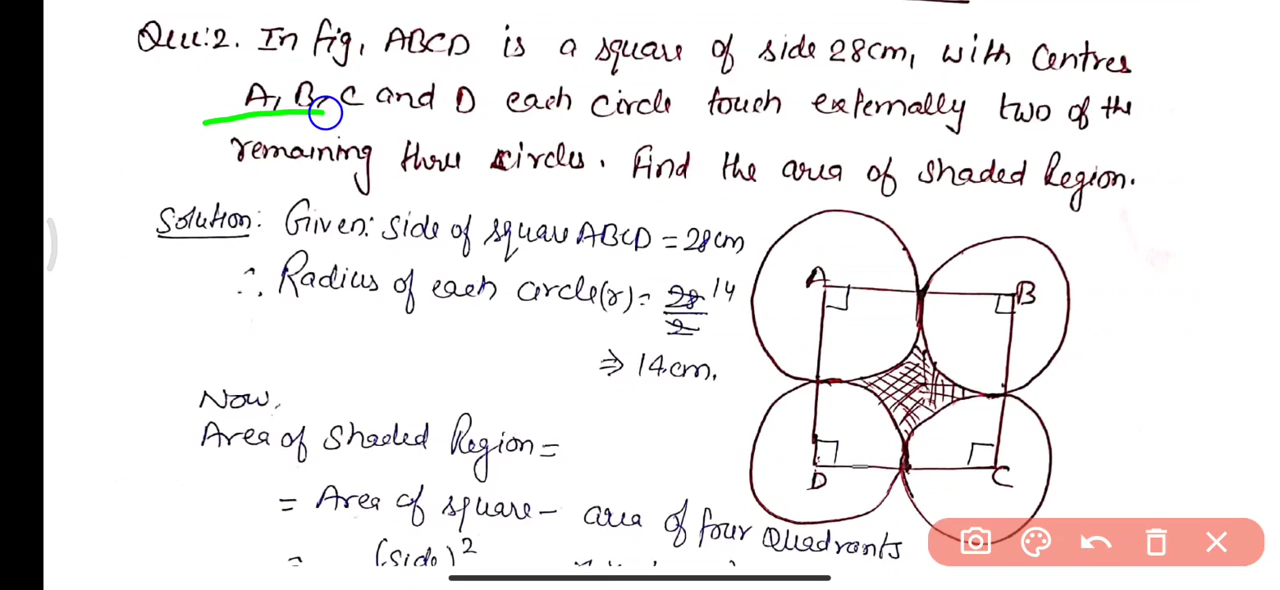 Que:2. In fig, ABCD is a square of side 28cm, with Centres
A, B, C and D each circle touch externally two of the
remaining three circles. Find the area of shaded Region.
Solution: Given: Side of square ABCD = 28cm
∴ Radius of each circle(r) = 28/2 14
⇒ 14cm.
A
B
D
C
Now,
Area of Shaded Region =
= Area of square - area of four Quadrants
= (side)²